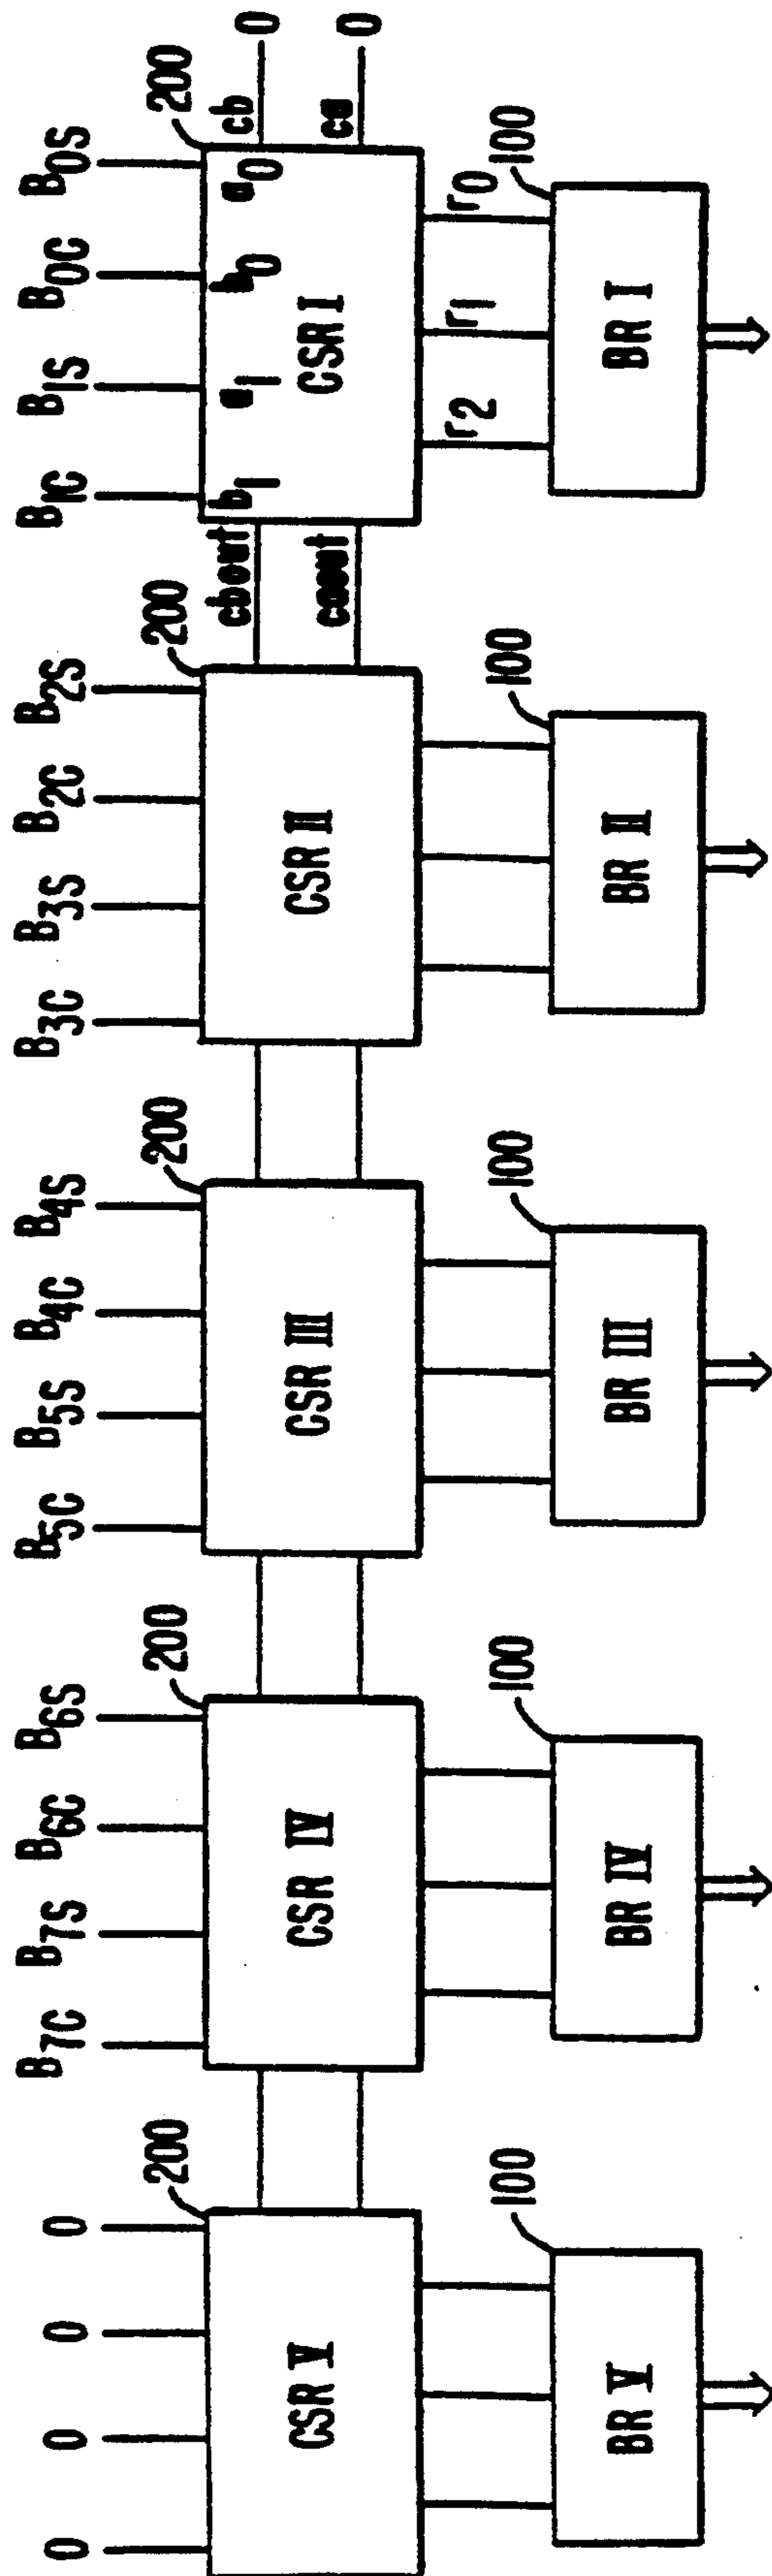 0 0 0 0 B7C B7S B6C B6S B5C B5S B4C B4S B3C B3S B2C B2S B1C B1S B0C B0S
200 200 200 200 200
b1 a1 b0 a0
cbout cb 0
CSR V CSR IV CSR III CSR II CSR I
caout ca 0
r2 r1 r0
100 100 100 100 100
BR V BR IV BR III BR II BR I